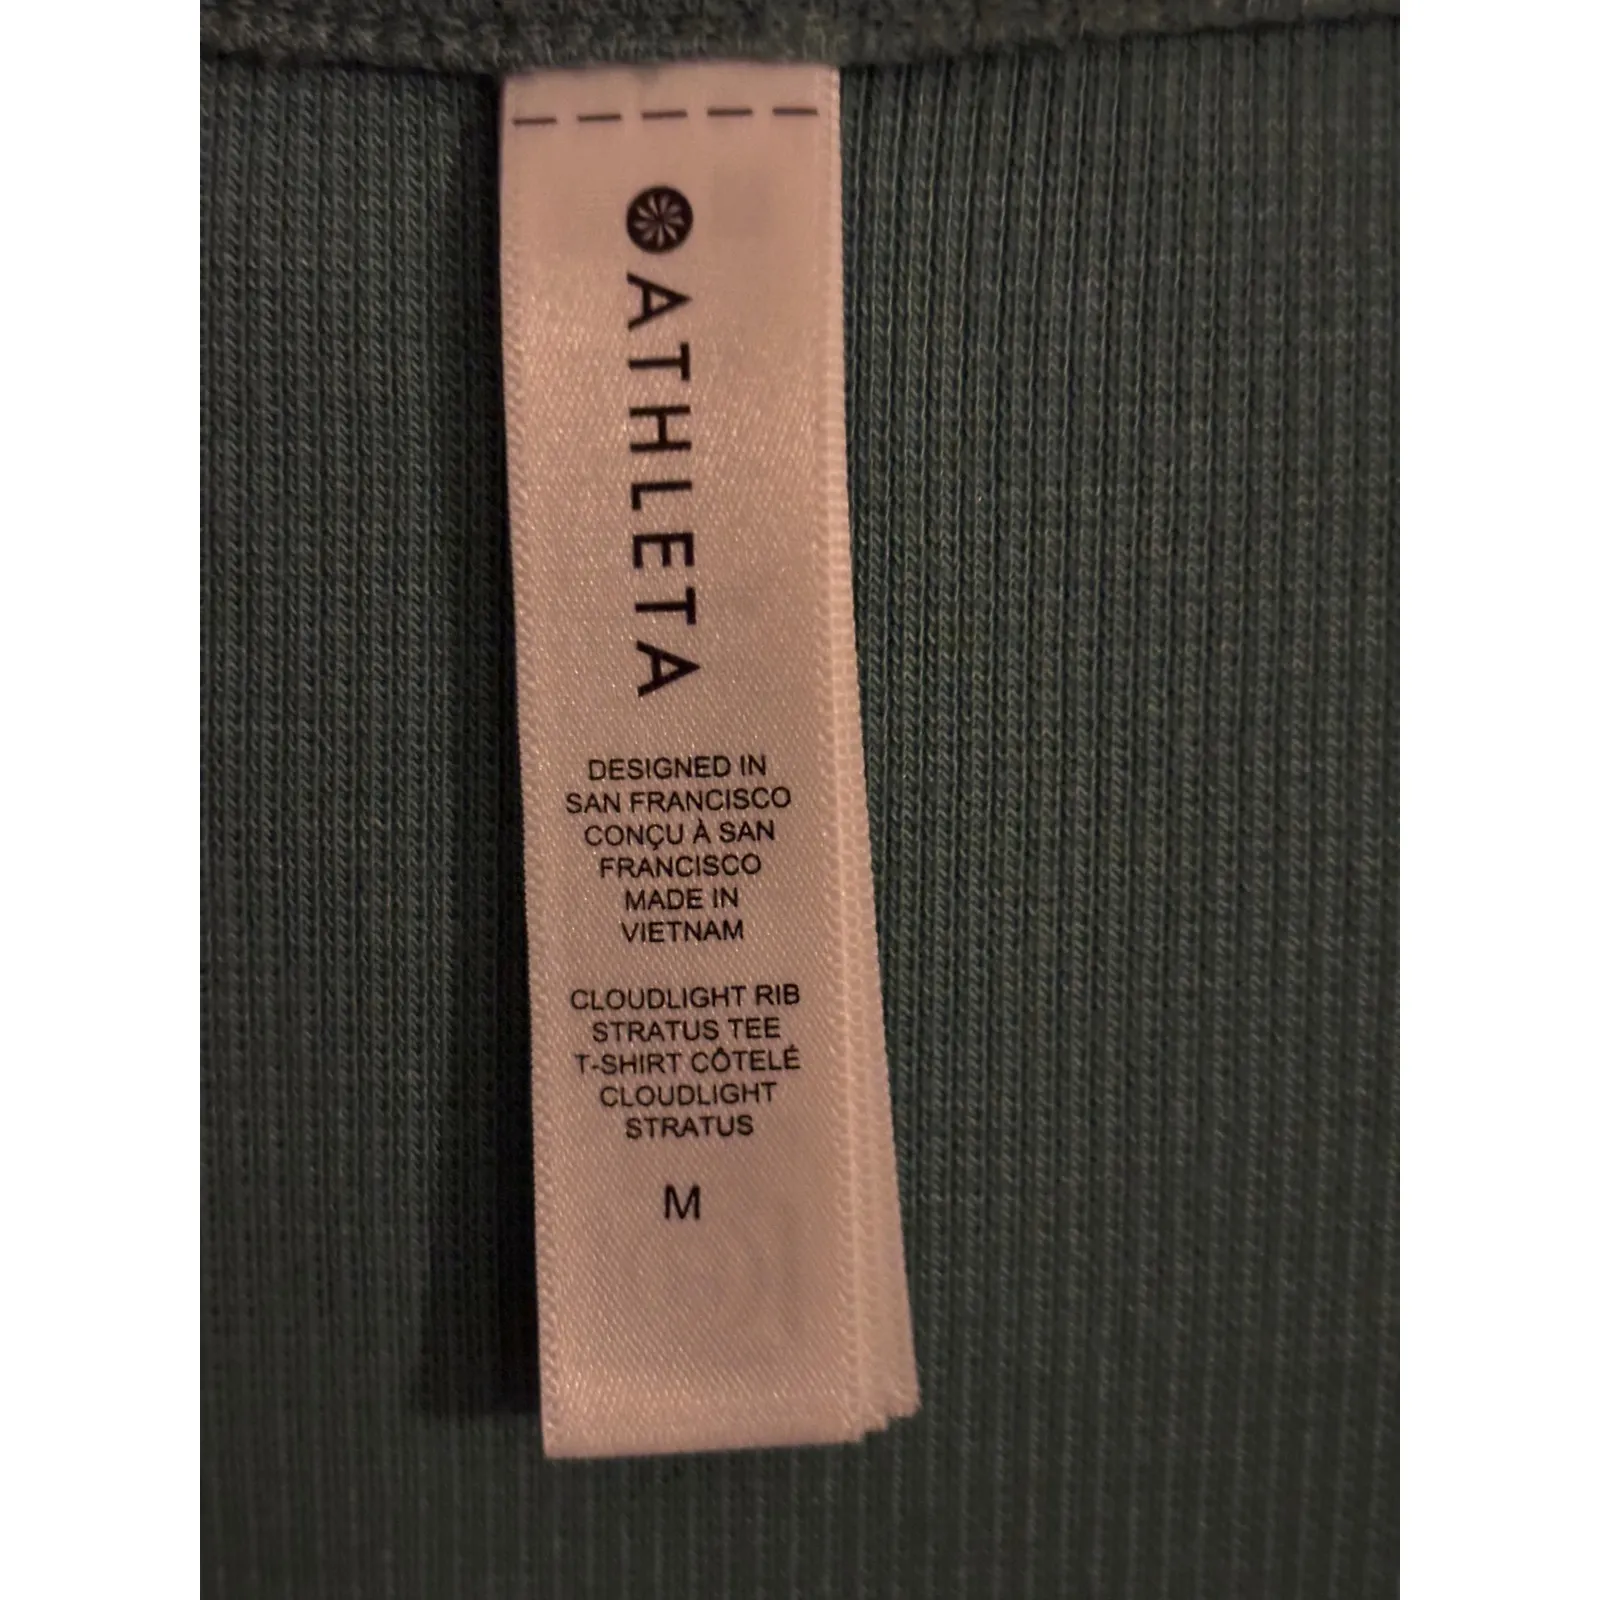 ATHLETA
DESIGNED IN
SAN FRANCISCO
CONÇU À SAN
FRANCISCO
MADE IN
VIETNAM
CLOUDLIGHT RIB
STRATUS TEE
T-SHIRT CÔTELÉ
CLOUDLIGHT
STRATUS
M